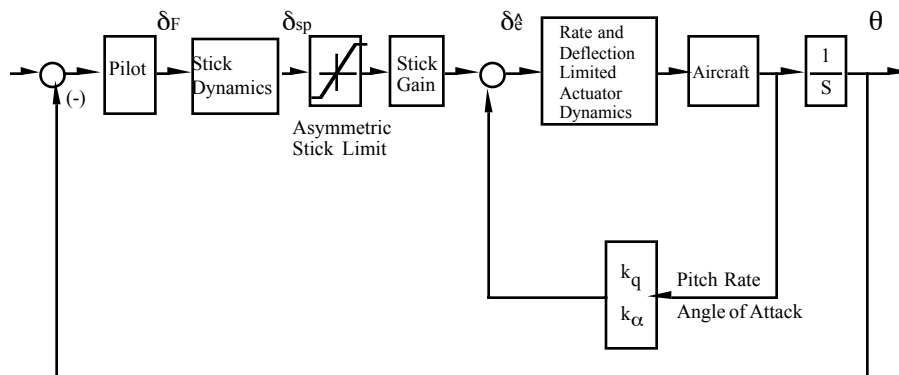 δF
δsp
δê
θ
Pilot
Stick
Dynamics
Stick
Gain
Rate and
Deflection
Limited
Actuator
Dynamics
Aircraft
1
S
(-)
Asymmetric
Stick Limit
kq
kα
Pitch Rate
Angle of Attack